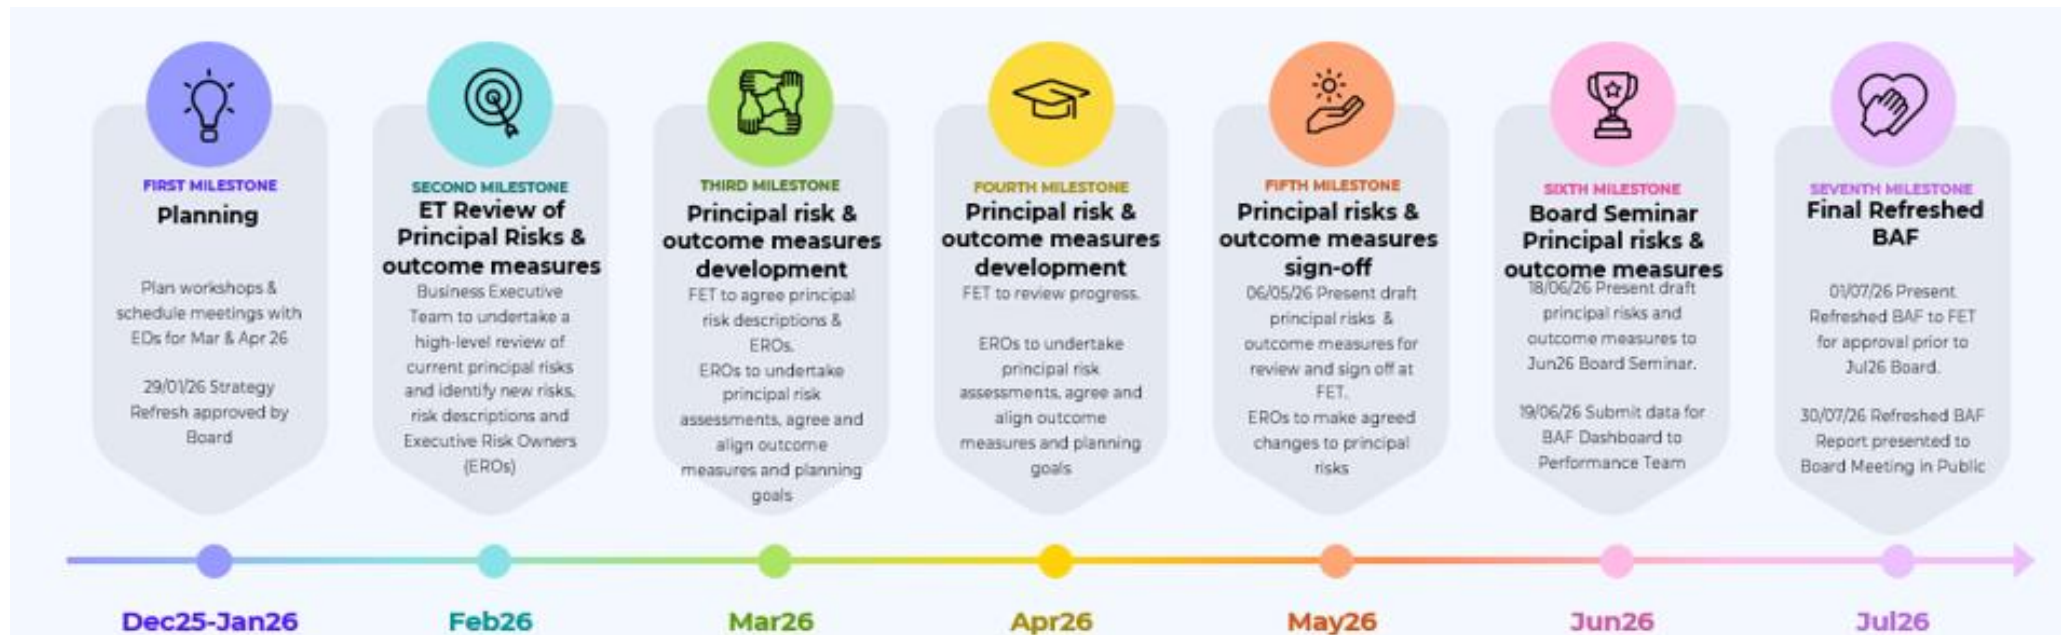 FIRST MILESTONE
Planning
Plan workshops &
schedule meetings with
EDs for Mar & Apr 26
29/01/26 Strategy
Refresh approved by
Board
SECOND MILESTONE
ET Review of
Principal Risks &
outcome measures
Business Executive
Team to undertake a
high-level review of
current principal risks
and identify new risks,
risk descriptions and
Executive Risk Owners
(EROs)
THIRD MILESTONE
Principal risk &
outcome measures
development
FET to agree principal
risk descriptions &
EROs.
EROs to undertake
principal risk
assessments, agree and
align outcome
measures and planning
goals
FOURTH MILESTONE
Principal risk &
outcome measures
development
FET to review progress.
EROs to undertake
principal risk
assessments, agree and
align outcome
measures and planning
goals
FIFTH MILESTONE
Principal risks &
outcome measures
sign-off
06/05/26 Present draft
principal risks &
outcome measures for
review and sign off at
FET.
EROs to make agreed
changes to principal
risks
SIXTH MILESTONE
Board Seminar
Principal risks &
outcome measures
18/06/26 Present draft
principal risks and
outcome measures to
Jun26 Board Seminar.
19/06/26 Submit data for
BAF Dashboard to
Performance Team
SEVENTH MILESTONE
Final Refreshed
BAF
01/07/26 Present
Refreshed BAF to FET
for approval prior to
Jul26 Board.
30/07/26 Refreshed BAF
Report presented to
Board Meeting in Public
Dec25-Jan26
Feb26
Mar26
Apr26
May26
Jun26
Jul26